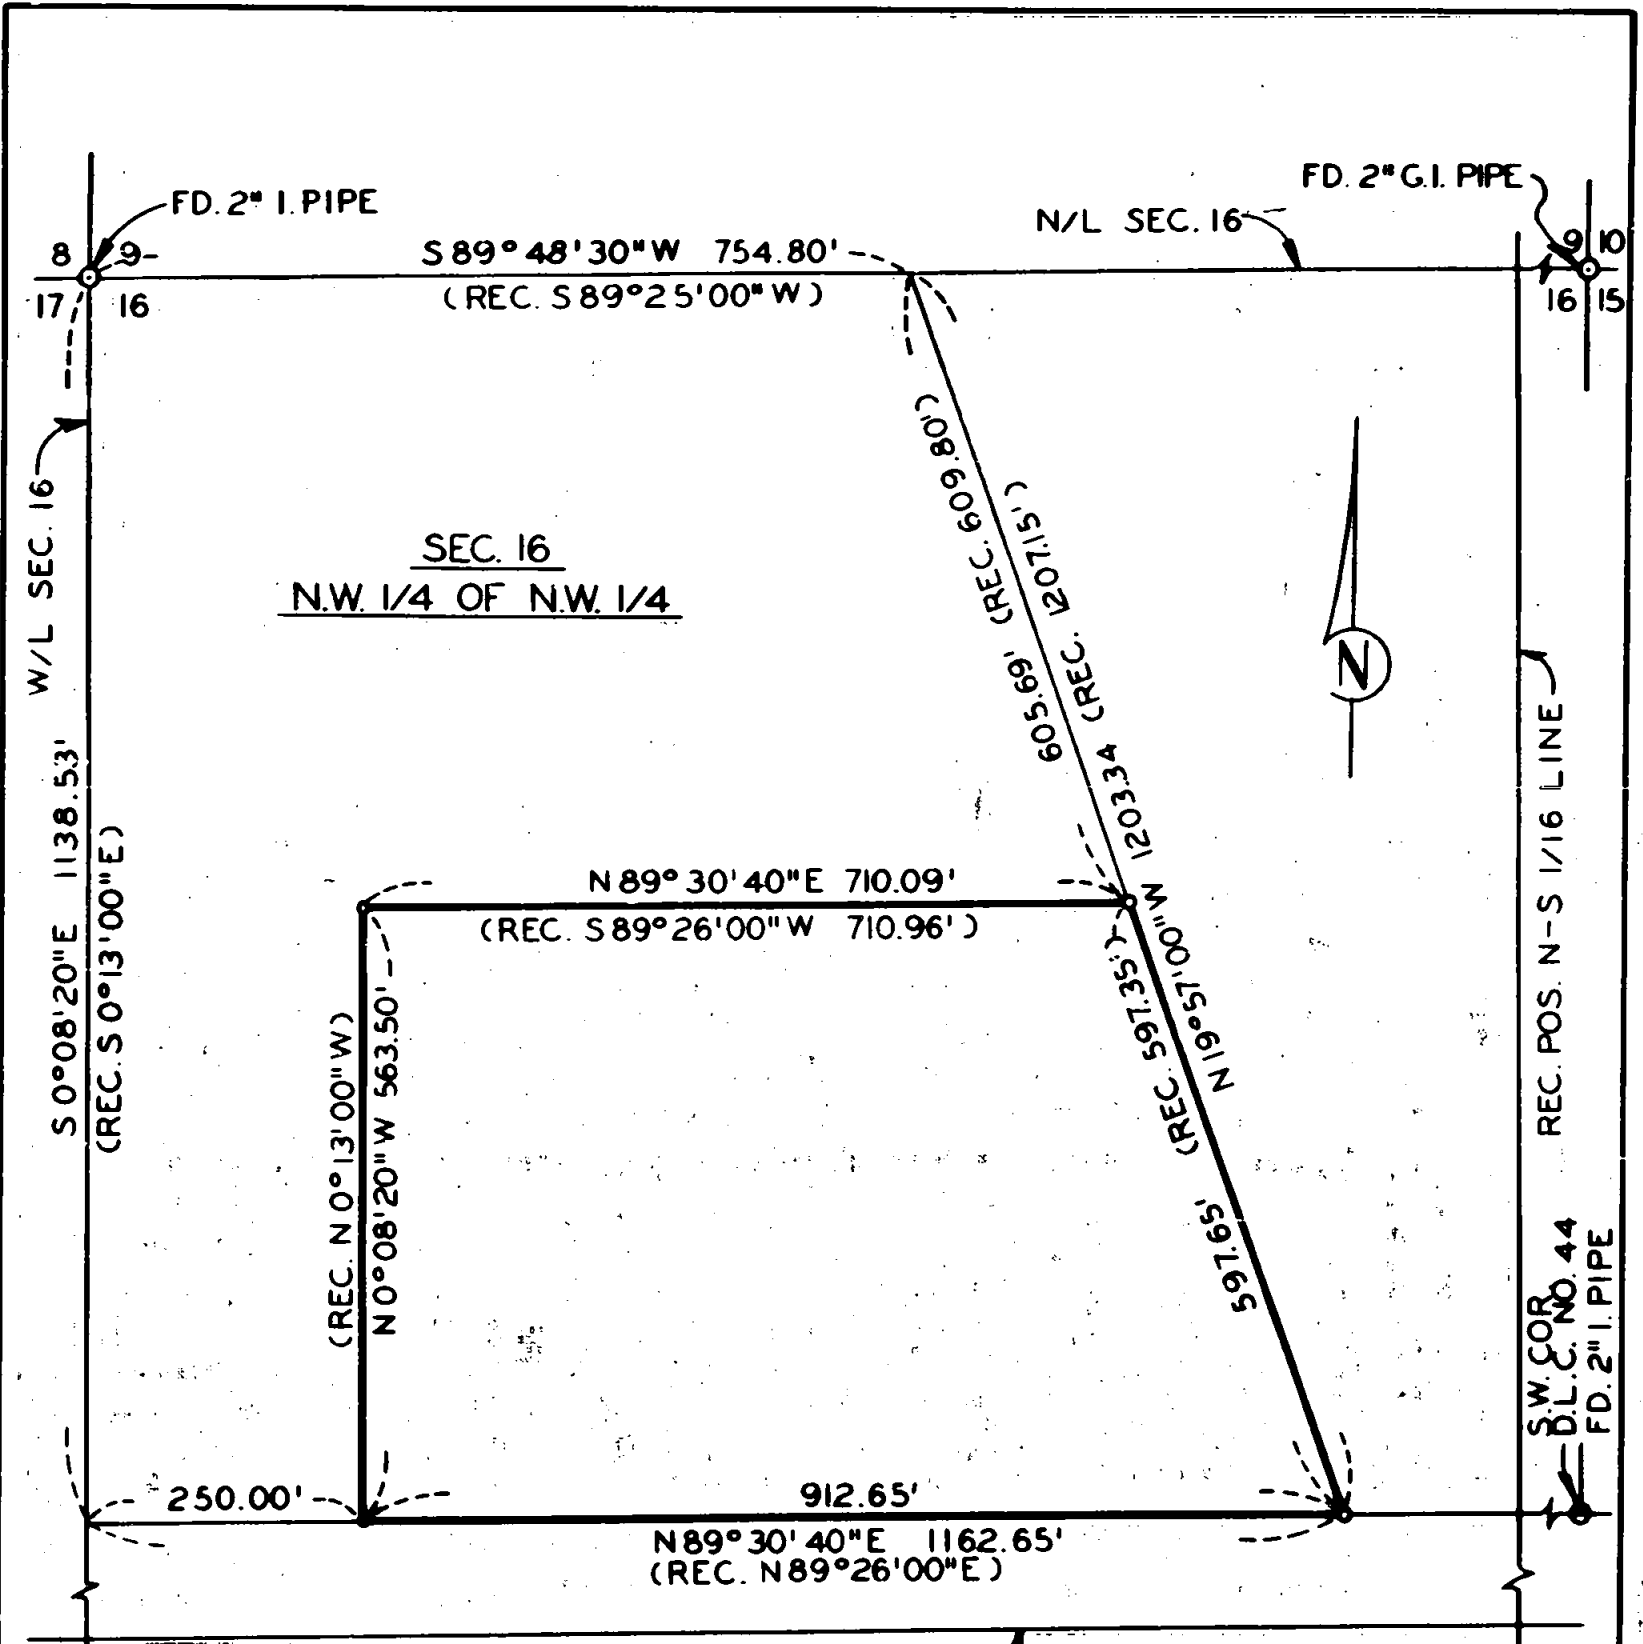 FD. 2" I. PIPE
FD. 2" G.I. PIPE
N/L SEC. 16
8 9
17 16
9 10
16 15
S 89° 48' 30" W 754.80'
(REC. S 89° 25' 00" W)
W/L SEC. 16
SEC. 16
N.W. 1/4 OF N.W. 1/4
605.69' (REC. 609.80')
N 19° 57' 00" W 1203.34 (REC. 1207.15')
N
S 0° 08' 20" E 1138.53'
(REC. S 0° 13' 00" E)
N 89° 30' 40" E 710.09'
(REC. S 89° 26' 00" W 710.96')
(REC. N 0° 13' 00" W)
N 0° 08' 20" W 563.50'
597.65' (REC. 597.35')
REC. POS. N-S 1/16 LINE
S.W. COR.
D.L.C. NO. 44
FD. 2" I. PIPE
250.00'
912.65'
N 89° 30' 40" E 1162.65'
(REC. N 89° 26' 00" E)